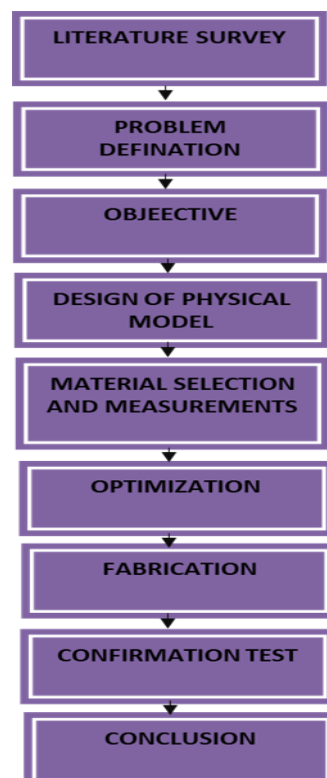 LITERATURE SURVEY
PROBLEM
DEFINATION
OBJEECTIVE
DESIGN OF PHYSICAL
MODEL
MATERIAL SELECTION
AND MEASUREMENTS
OPTIMIZATION
FABRICATION
CONFIRMATION TEST
CONCLUSION